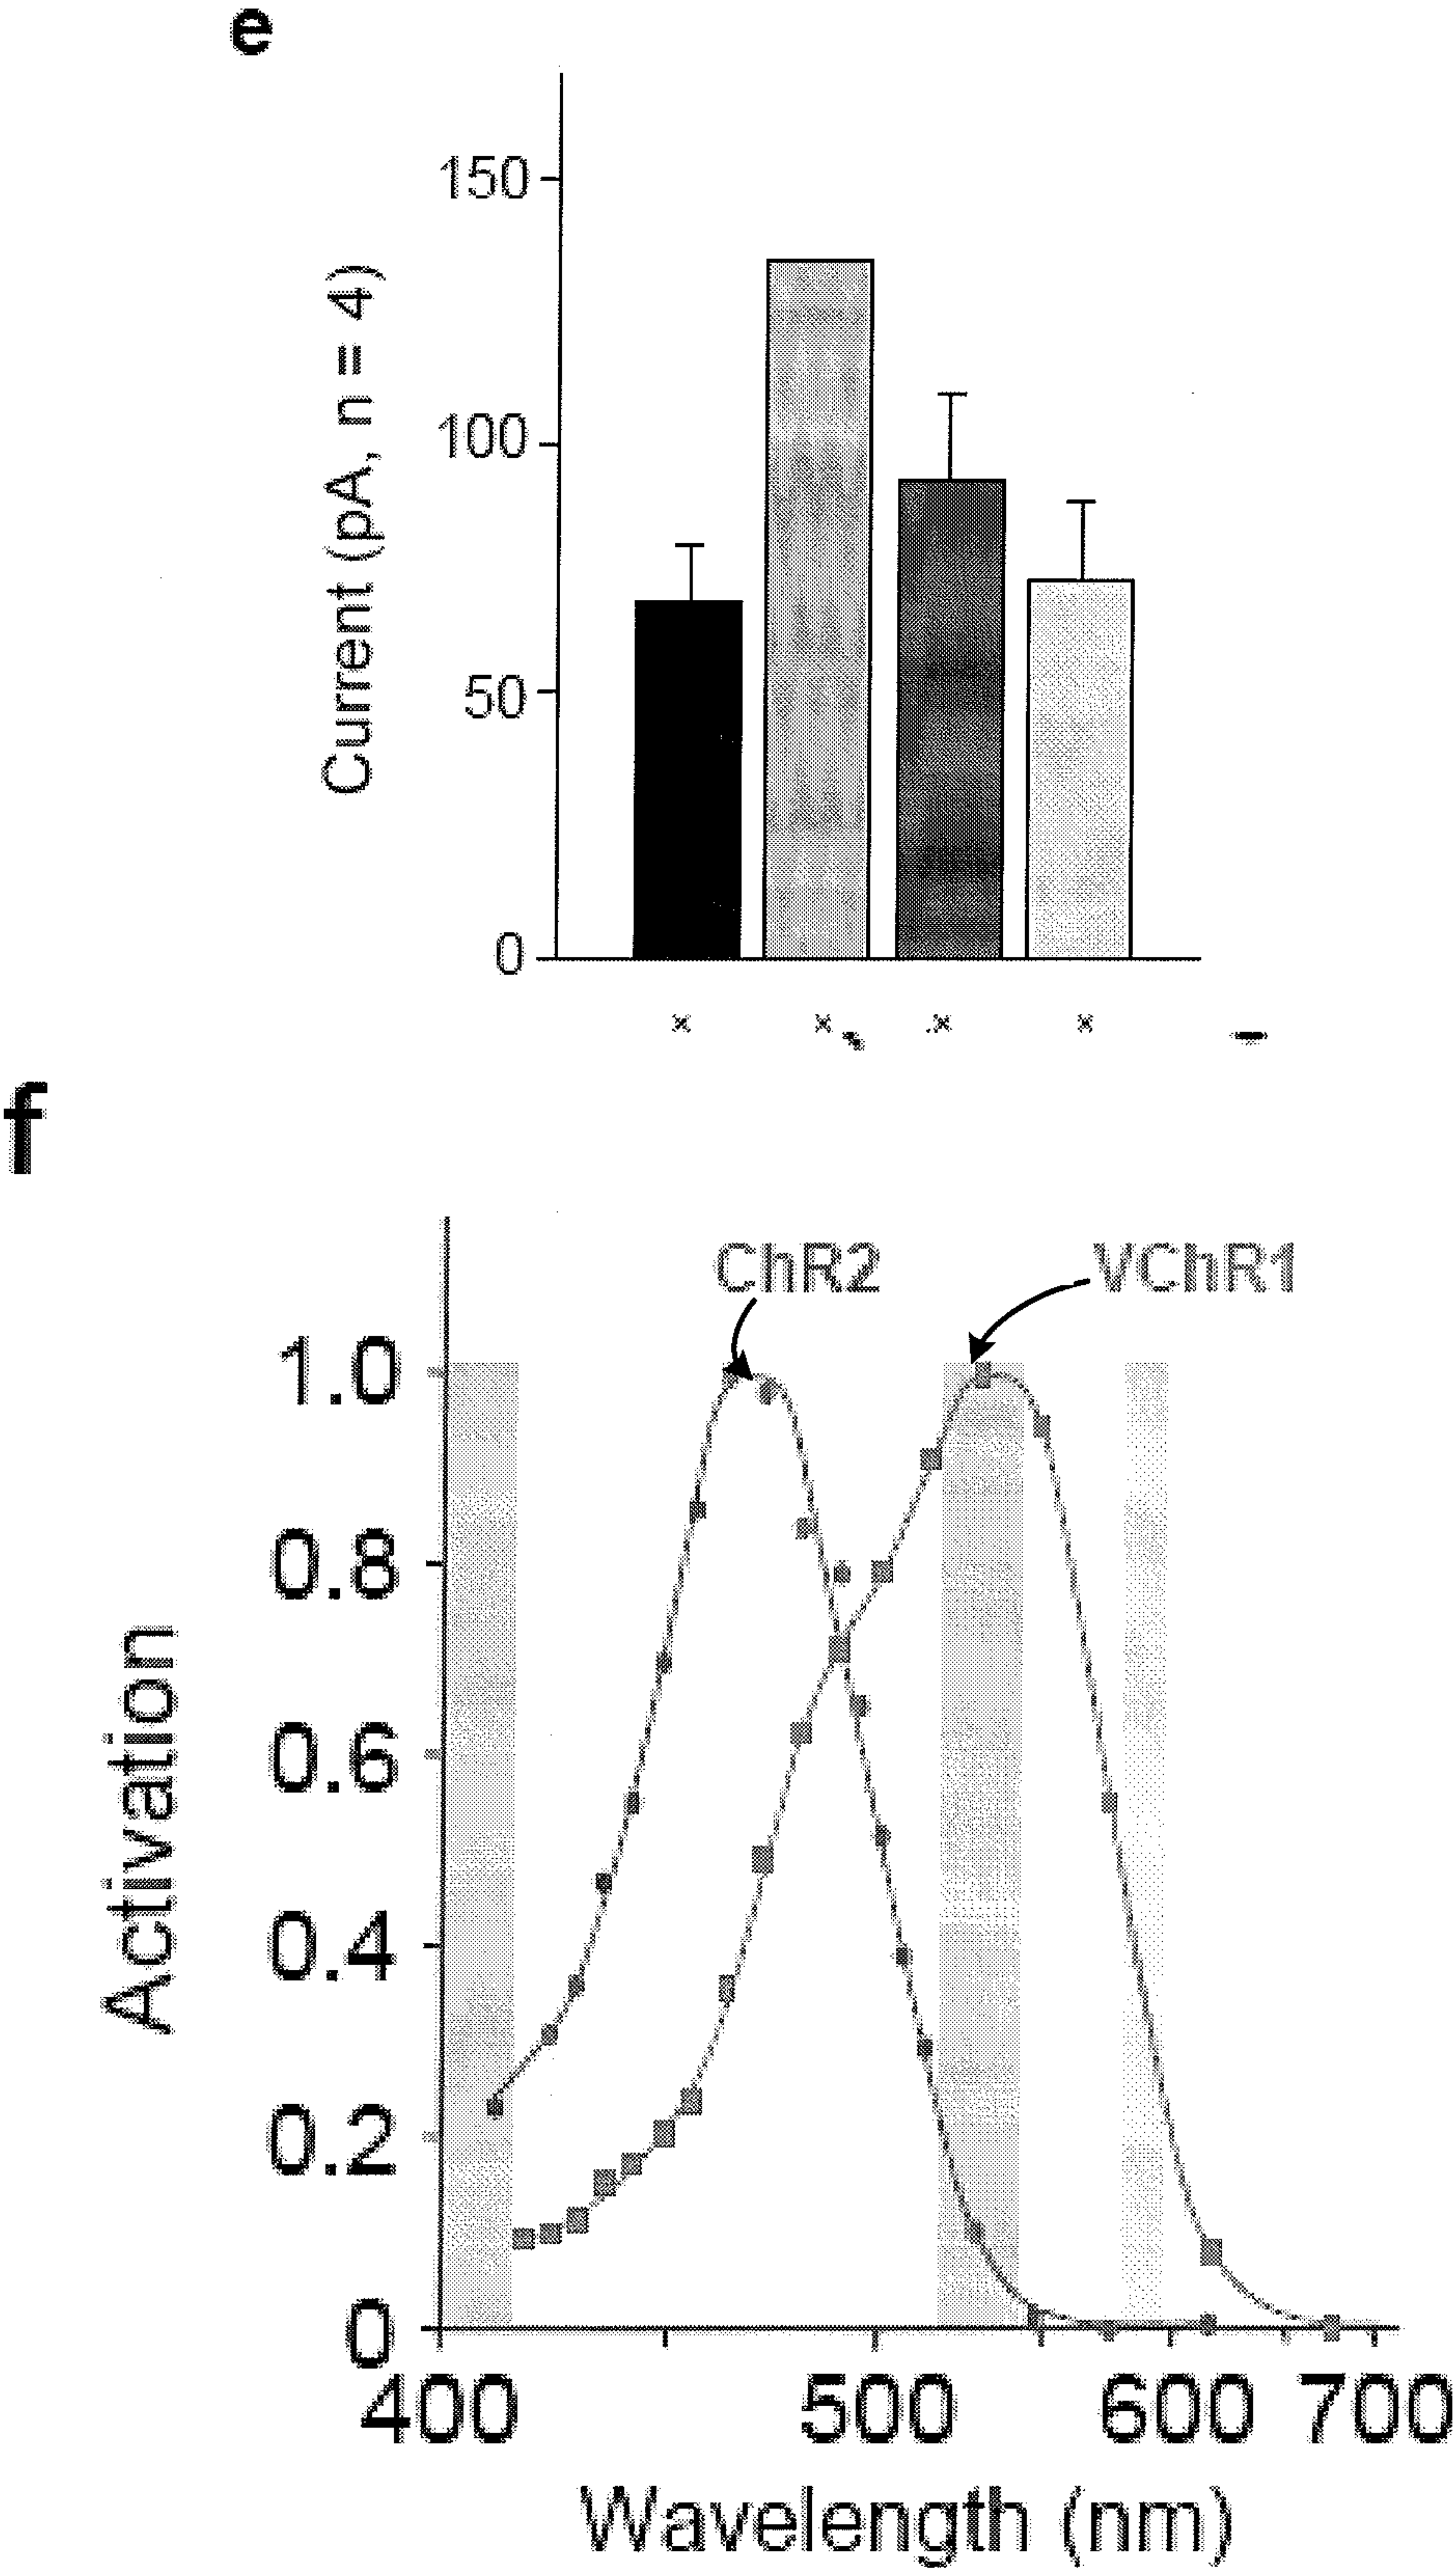 e
150
100
50
0
Current (pA, n = 4)
× × × ×
f
ChR2 VChR1
1.0
0.8
0.6
0.4
0.2
0
Activation
400 500 600 700
Wavelength (nm)